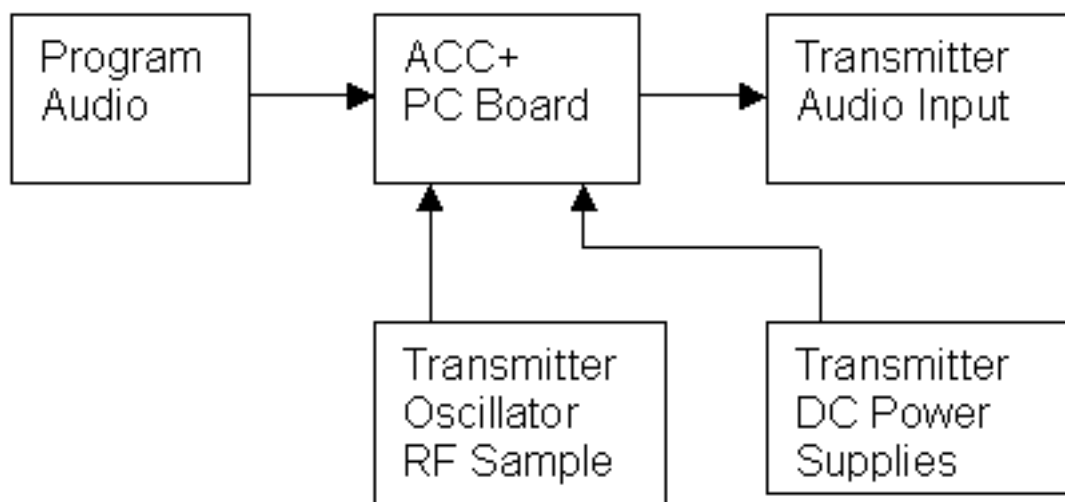 Program
Audio
ACC+
PC Board
Transmitter
Audio Input
Transmitter
Oscillator
RF Sample
Transmitter
DC Power
Supplies